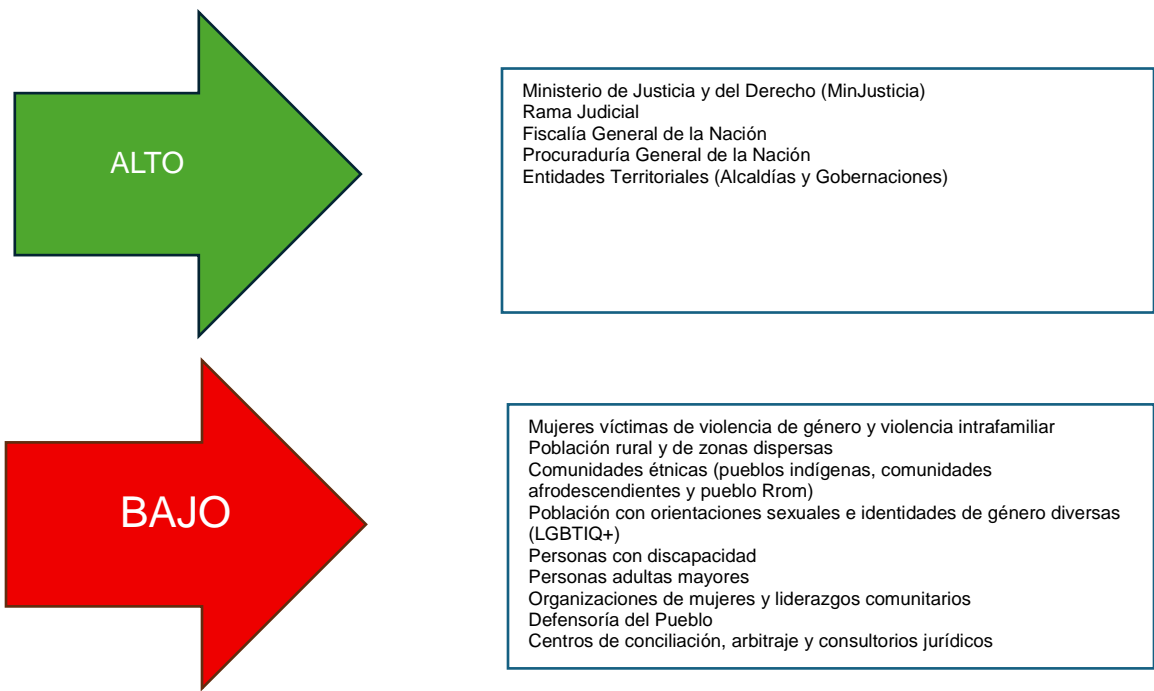 ALTO
Ministerio de Justicia y del Derecho (MinJusticia)
Rama Judicial
Fiscalía General de la Nación
Procuraduría General de la Nación
Entidades Territoriales (Alcaldías y Gobernaciones)
BAJO
Mujeres víctimas de violencia de género y violencia intrafamiliar
Población rural y de zonas dispersas
Comunidades étnicas (pueblos indígenas, comunidades
afrodescendientes y pueblo Rrom)
Población con orientaciones sexuales e identidades de género diversas
(LGBTIQ+)
Personas con discapacidad
Personas adultas mayores
Organizaciones de mujeres y liderazgos comunitarios
Defensoría del Pueblo
Centros de conciliación, arbitraje y consultorios jurídicos